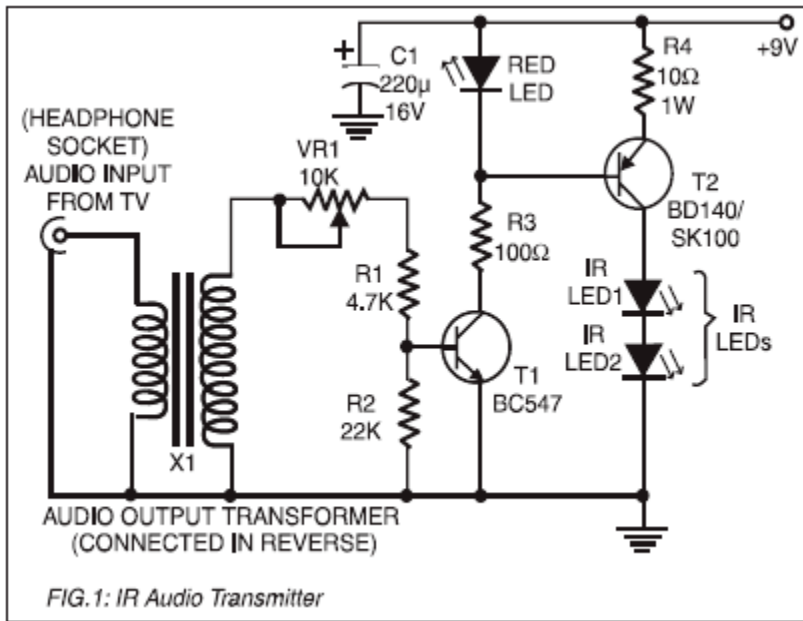 +
C1
220µ
16V
RED
LED
R4
10Ω
1W
+9V
(HEADPHONE
SOCKET)
AUDIO INPUT
FROM TV
VR1
10K
T2
BD140/
SK100
R1
4.7K
R3
100Ω
IR
LED1
IR
LED2
IR
LEDs
R2
22K
T1
BC547
X1
AUDIO OUTPUT TRANSFORMER
(CONNECTED IN REVERSE)
FIG.1: IR Audio Transmitter